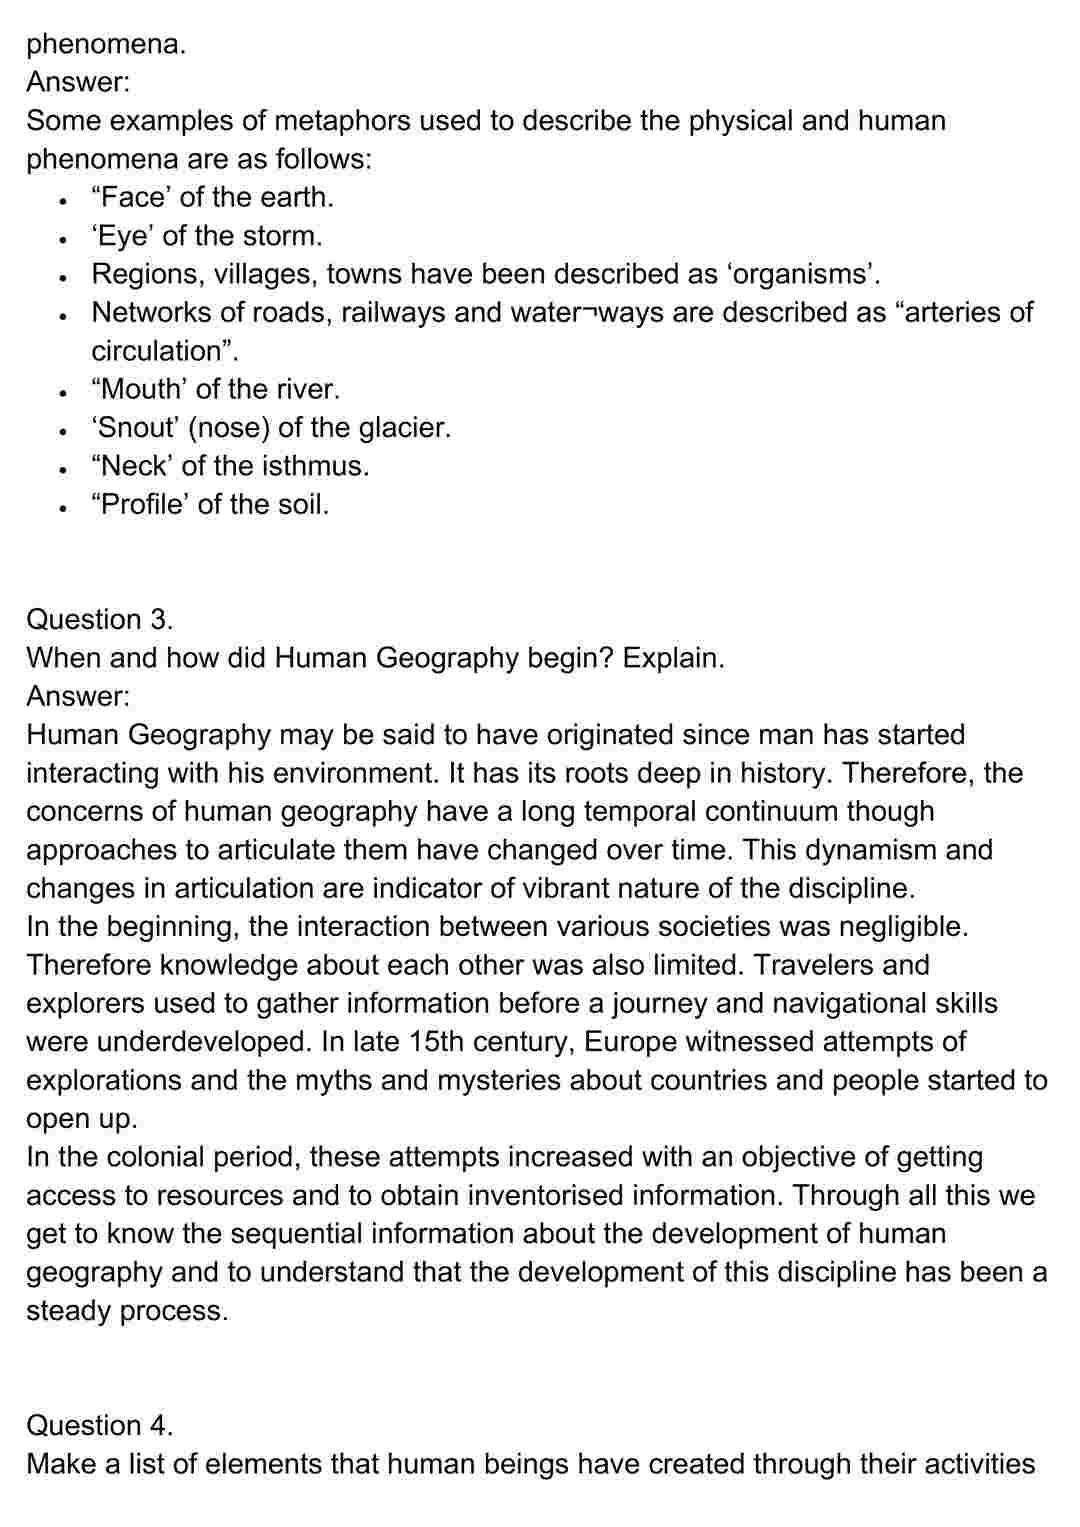 phenomena.
Answer:
Some examples of metaphors used to describe the physical and human
phenomena are as follows:
• “Face’ of the earth.
• ‘Eye’ of the storm.
• Regions, villages, towns have been described as ‘organisms’.
• Networks of roads, railways and water¬ways are described as “arteries of
circulation”.
• “Mouth’ of the river.
• ‘Snout’ (nose) of the glacier.
• “Neck’ of the isthmus.
• “Profile’ of the soil.
Question 3.
When and how did Human Geography begin? Explain.
Answer:
Human Geography may be said to have originated since man has started
interacting with his environment. It has its roots deep in history. Therefore, the
concerns of human geography have a long temporal continuum though
approaches to articulate them have changed over time. This dynamism and
changes in articulation are indicator of vibrant nature of the discipline.
In the beginning, the interaction between various societies was negligible.
Therefore knowledge about each other was also limited. Travelers and
explorers used to gather information before a journey and navigational skills
were underdeveloped. In late 15th century, Europe witnessed attempts of
explorations and the myths and mysteries about countries and people started to
open up.
In the colonial period, these attempts increased with an objective of getting
access to resources and to obtain inventorised information. Through all this we
get to know the sequential information about the development of human
geography and to understand that the development of this discipline has been a
steady process.
Question 4.
Make a list of elements that human beings have created through their activities